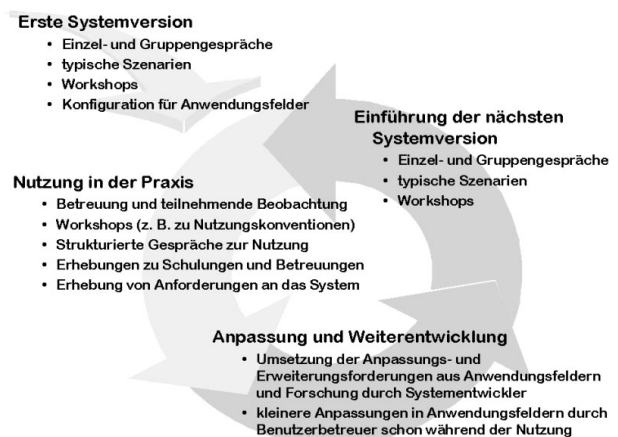 Erste Systemversion
• Einzel- und Gruppengespräche
• typische Szenarien
• Workshops
• Konfiguration für Anwendungsfelder
Einführung der nächsten
Systemversion
• Einzel- und Gruppengespräche
• typische Szenarien
• Workshops
Nutzung in der Praxis
• Betreuung und teilnehmende Beobachtung
• Workshops (z. B. zu Nutzungskonventionen)
• Strukturierte Gespräche zur Nutzung
• Erhebungen zu Schulungen und Betreuungen
• Erhebung von Anforderungen an das System
Anpassung und Weiterentwicklung
• Umsetzung der Anpassungs- und
Erweiterungsforderungen aus Anwendungsfeldern
und Forschung durch Systementwickler
• kleinere Anpassungen in Anwendungsfeldern durch
Benutzerbetreuer schon während der Nutzung